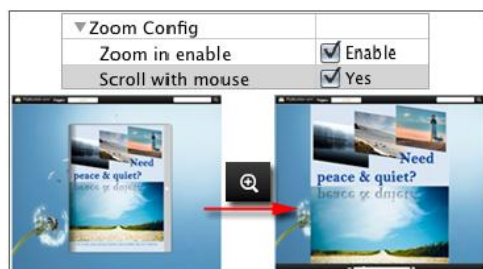 Zoom Config
Zoom in enable
Enable
Scroll with mouse
Yes
Need
peace & quiet?
Need
peace & quiet?